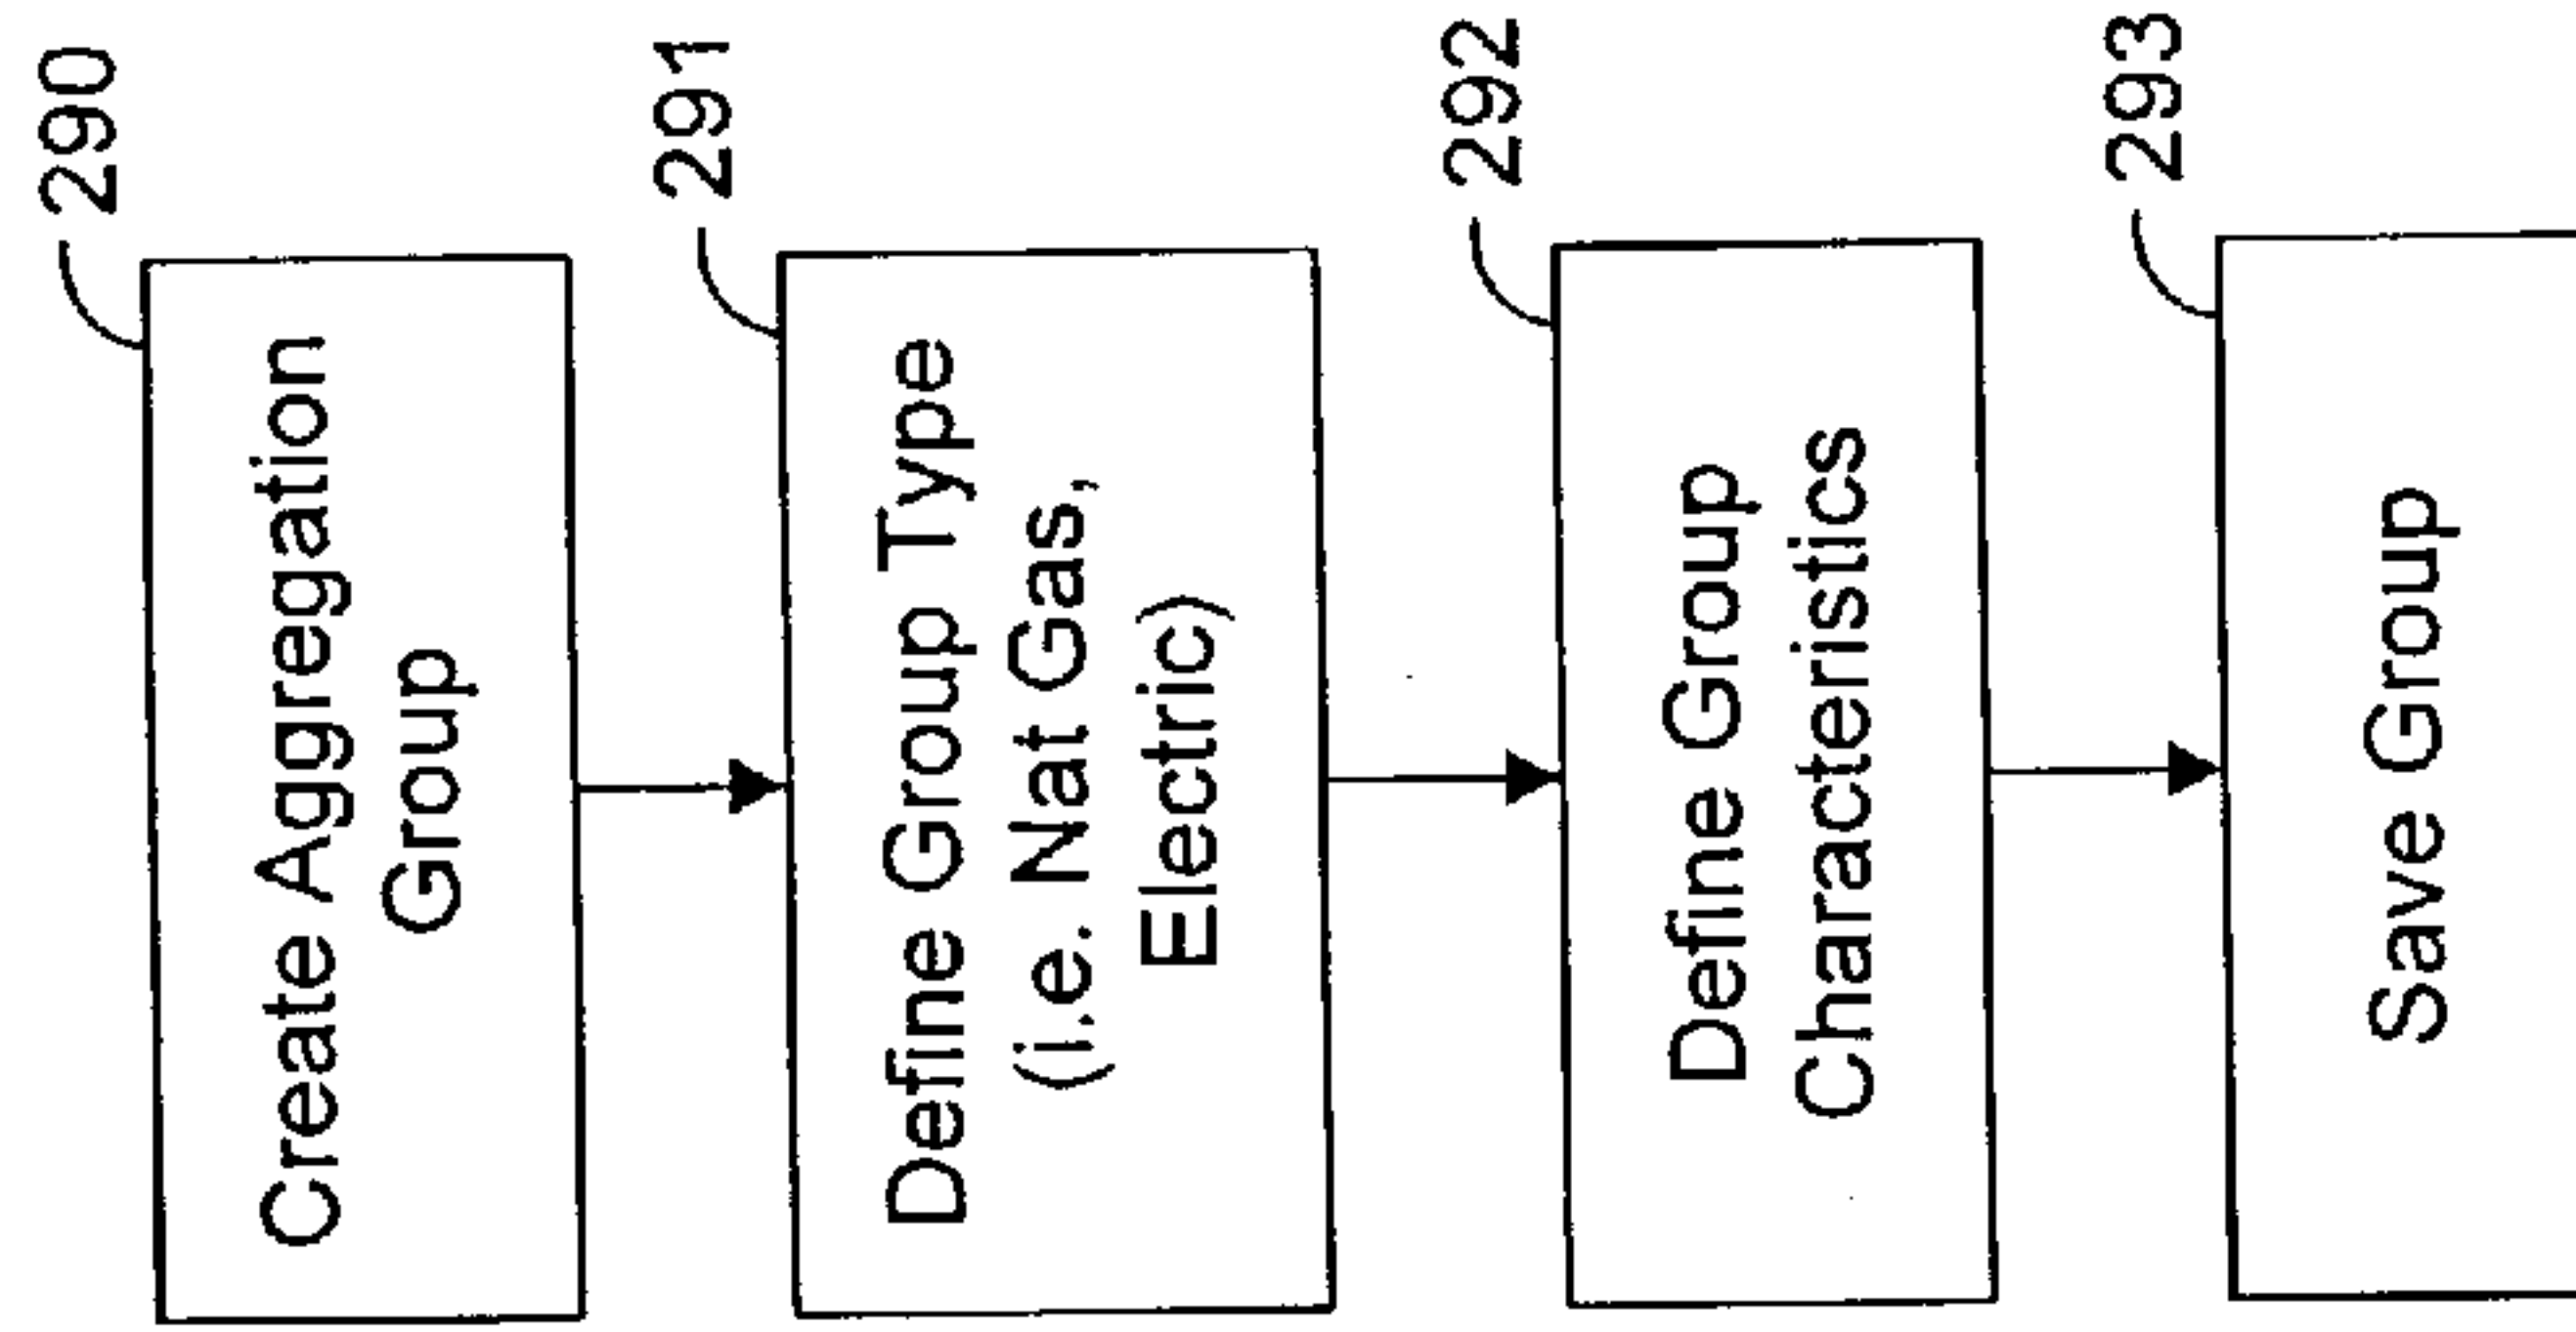 290
Create Aggregation
Group
291
Define Group Type
(i.e. Nat Gas,
Electric)
292
Define Group
Characteristics
293
Save Group